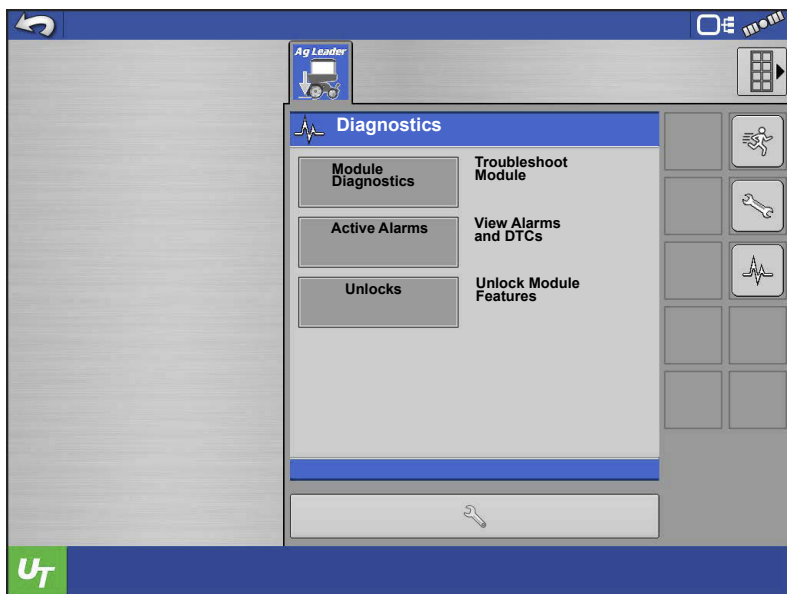 Ag Leader
Diagnostics
Module
Diagnostics
Troubleshoot
Module
Active Alarms
View Alarms
and DTCs
Unlocks
Unlock Module
Features
UT